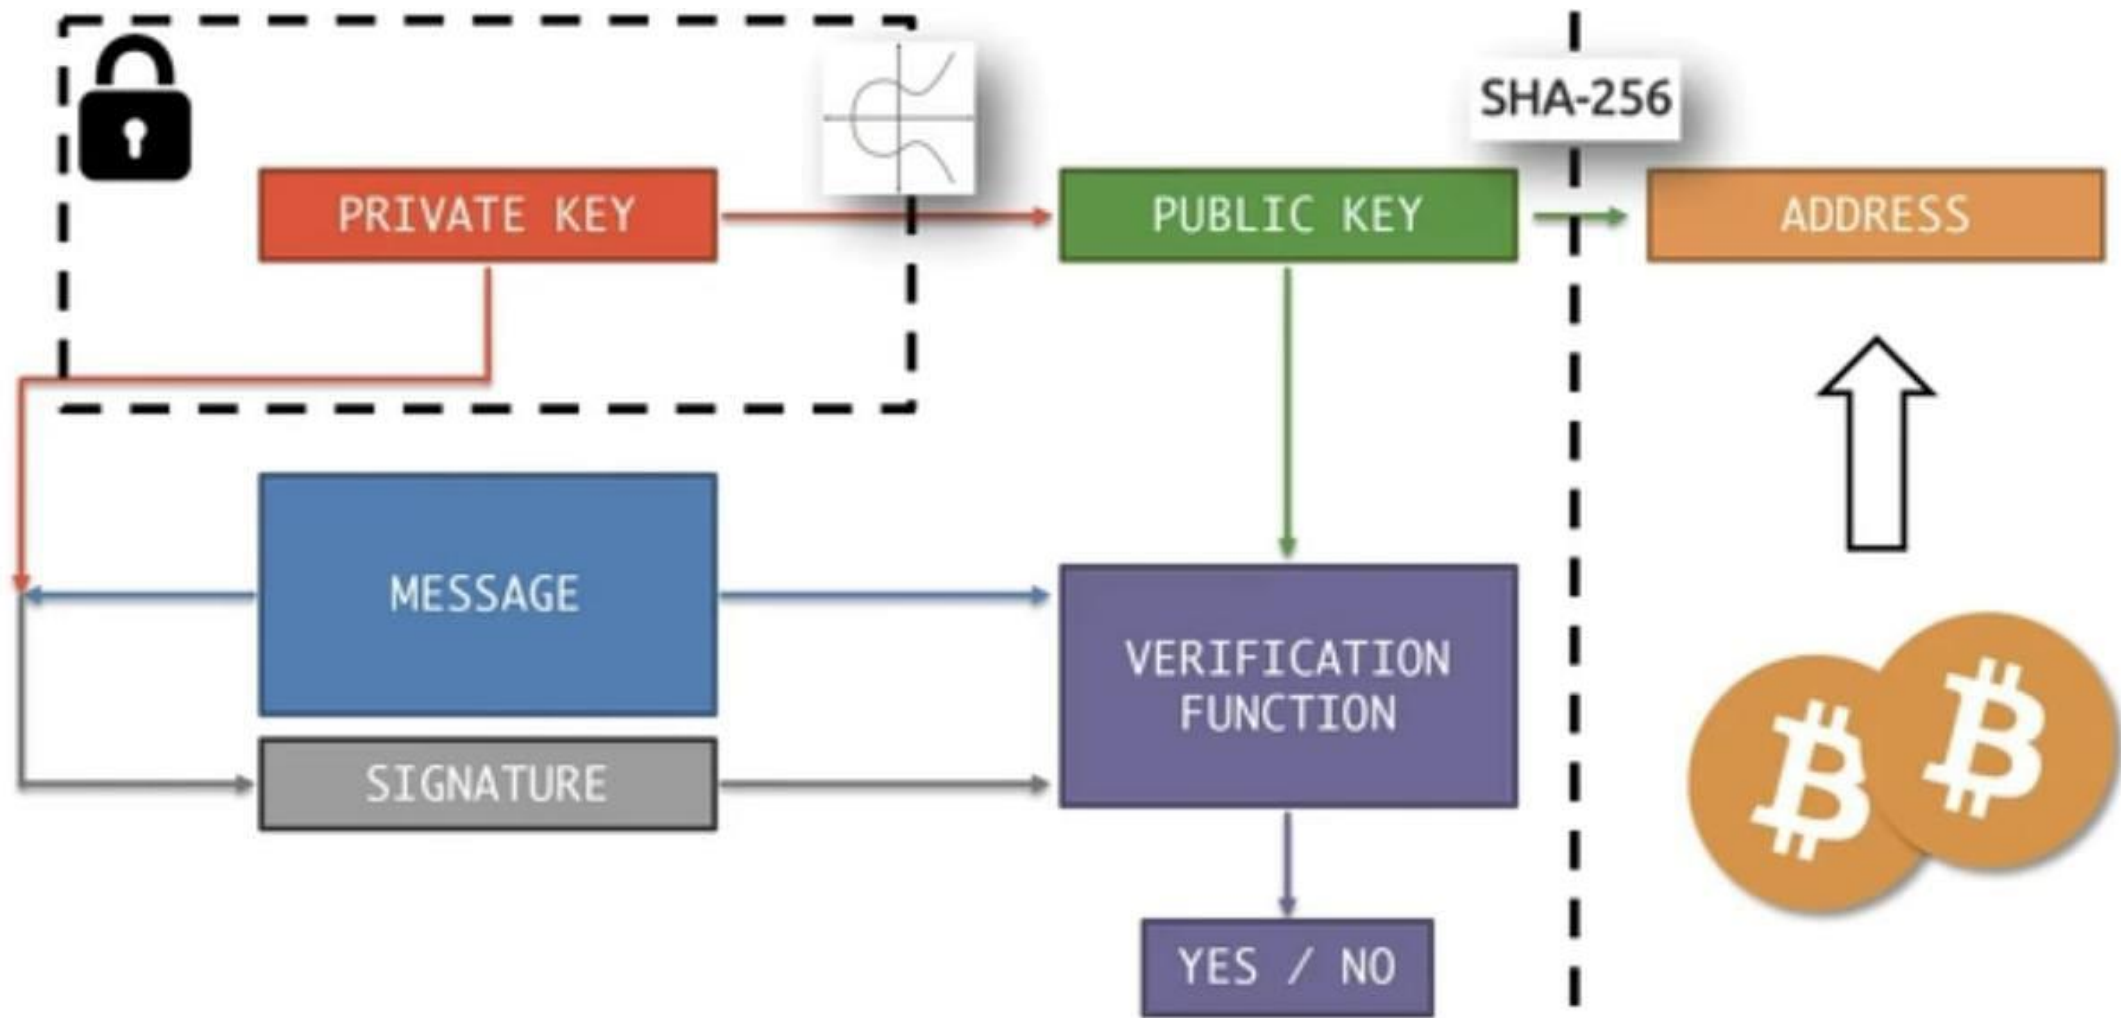 SHA-256
PRIVATE KEY
PUBLIC KEY
ADDRESS
MESSAGE
VERIFICATION
FUNCTION
SIGNATURE
YES / NO